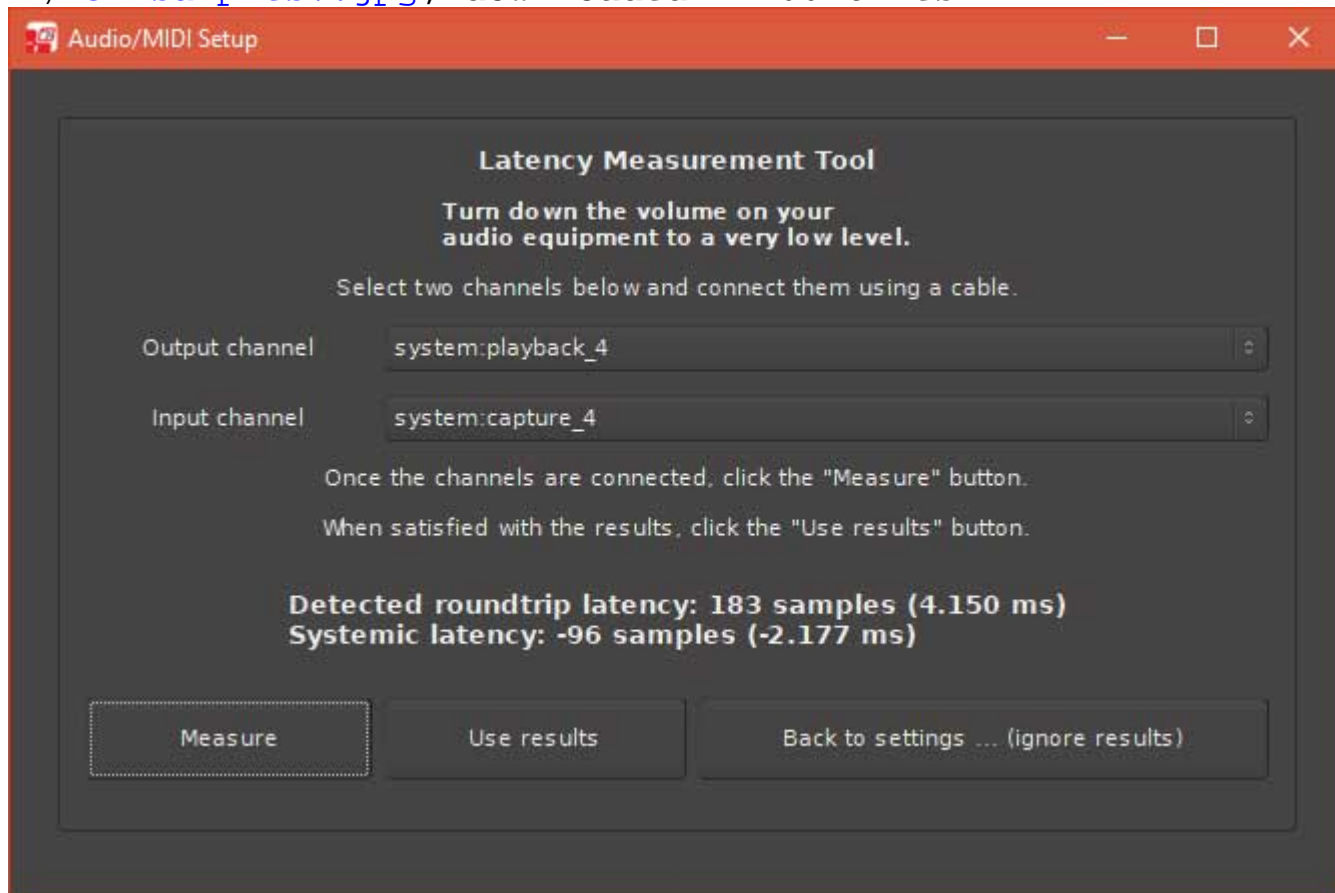 Audio/MIDI Setup
Latency Measurement Tool
Turn down the volume on your
audio equipment to a very low level.
Select two channels below and connect them using a cable.
Output channel system:playback_4
Input channel system:capture_4
Once the channels are connected, click the "Measure" button.
When satisfied with the results, click the "Use results" button.
Detected roundtrip latency: 183 samples (4.150 ms)
Systemic latency: -96 samples (-2.177 ms)
Measure Use results Back to settings ... (ignore results)